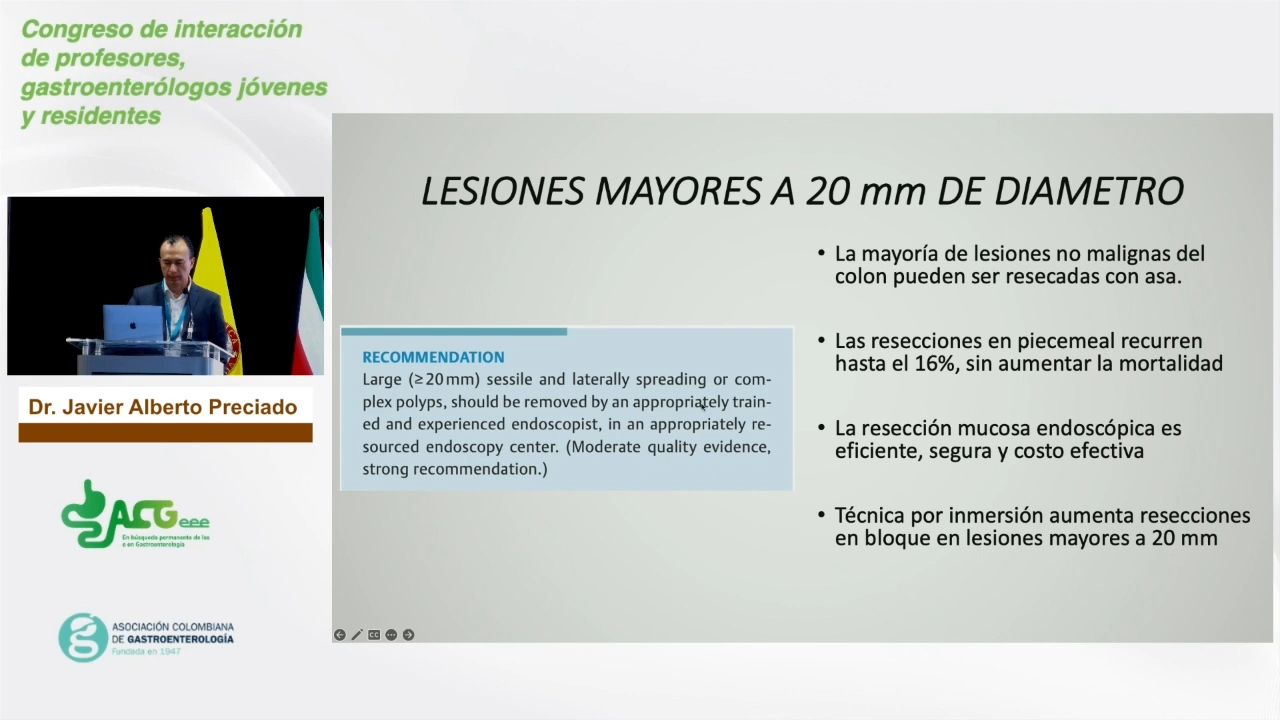 Congreso de interacción
de profesores,
gastroenterólogos jóvenes
y residentes
Dr. Javier Alberto Preciado
ACGeee
En búsqueda permanente de las
e en Gastroenterología
ASOCIACIÓN COLOMBIANA
DE GASTROENTEROLOGÍA
Fundada en 1947
LESIONES MAYORES A 20 mm DE DIAMETRO
RECOMMENDATION
Large (≥20mm) sessile and laterally spreading or com-
plex polyps, should be removed by an appropriately train-
ed and experienced endoscopist, in an appropriately re-
sourced endoscopy center. (Moderate quality evidence,
strong recommendation.)
• La mayoría de lesiones no malignas del
colon pueden ser resecadas con asa.
• Las resecciones en piecemeal recurren
hasta el 16%, sin aumentar la mortalidad
• La resección mucosa endoscópica es
eficiente, segura y costo efectiva
• Técnica por inmersión aumenta resecciones
en bloque en lesiones mayores a 20 mm
CC